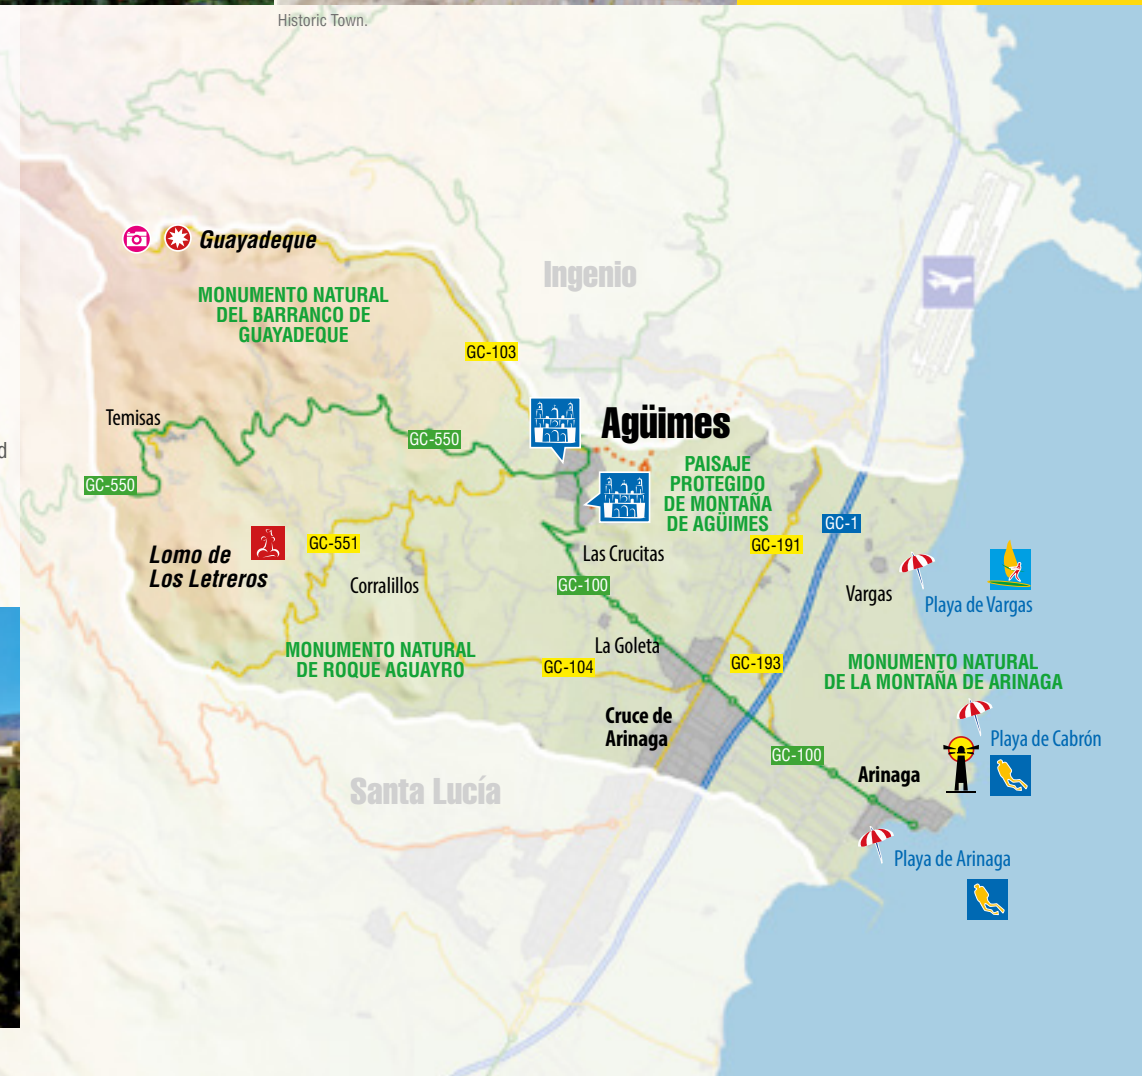 Historic Town.
Guayadeque
Ingenio
MONUMENTO NATURAL
DEL BARRANCO DE
GUAYADEQUE
GC-103
Temisas
GC-550
Agüimes
GC-550
PAISAJE
PROTEGIDO
DE MONTAÑA
DE AGÜIMES
GC-1
GC-191
GC-551
Lomo de
Los Letreros
Corralillos
Las Crucitas
GC-100
Vargas
Playa de Vargas
La Goleta
MONUMENTO NATURAL
DE ROQUE AGUAYRO
GC-104
GC-193
MONUMENTO NATURAL
DE LA MONTAÑA DE ARINAGA
Cruce de
Arinaga
Playa de Cabrón
GC-100
Arinaga
Santa Lucía
Playa de Arinaga